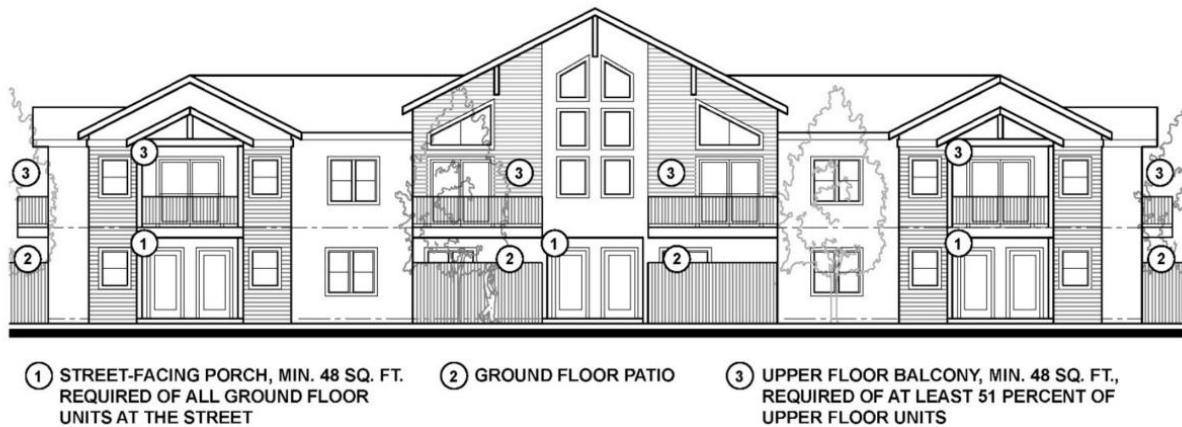 3 3 3 3 3 3
1 1 1
2 2 2 2
1 STREET-FACING PORCH, MIN. 48 SQ. FT.
REQUIRED OF ALL GROUND FLOOR
UNITS AT THE STREET
2 GROUND FLOOR PATIO
3 UPPER FLOOR BALCONY, MIN. 48 SQ. FT.,
REQUIRED OF AT LEAST 51 PERCENT OF
UPPER FLOOR UNITS